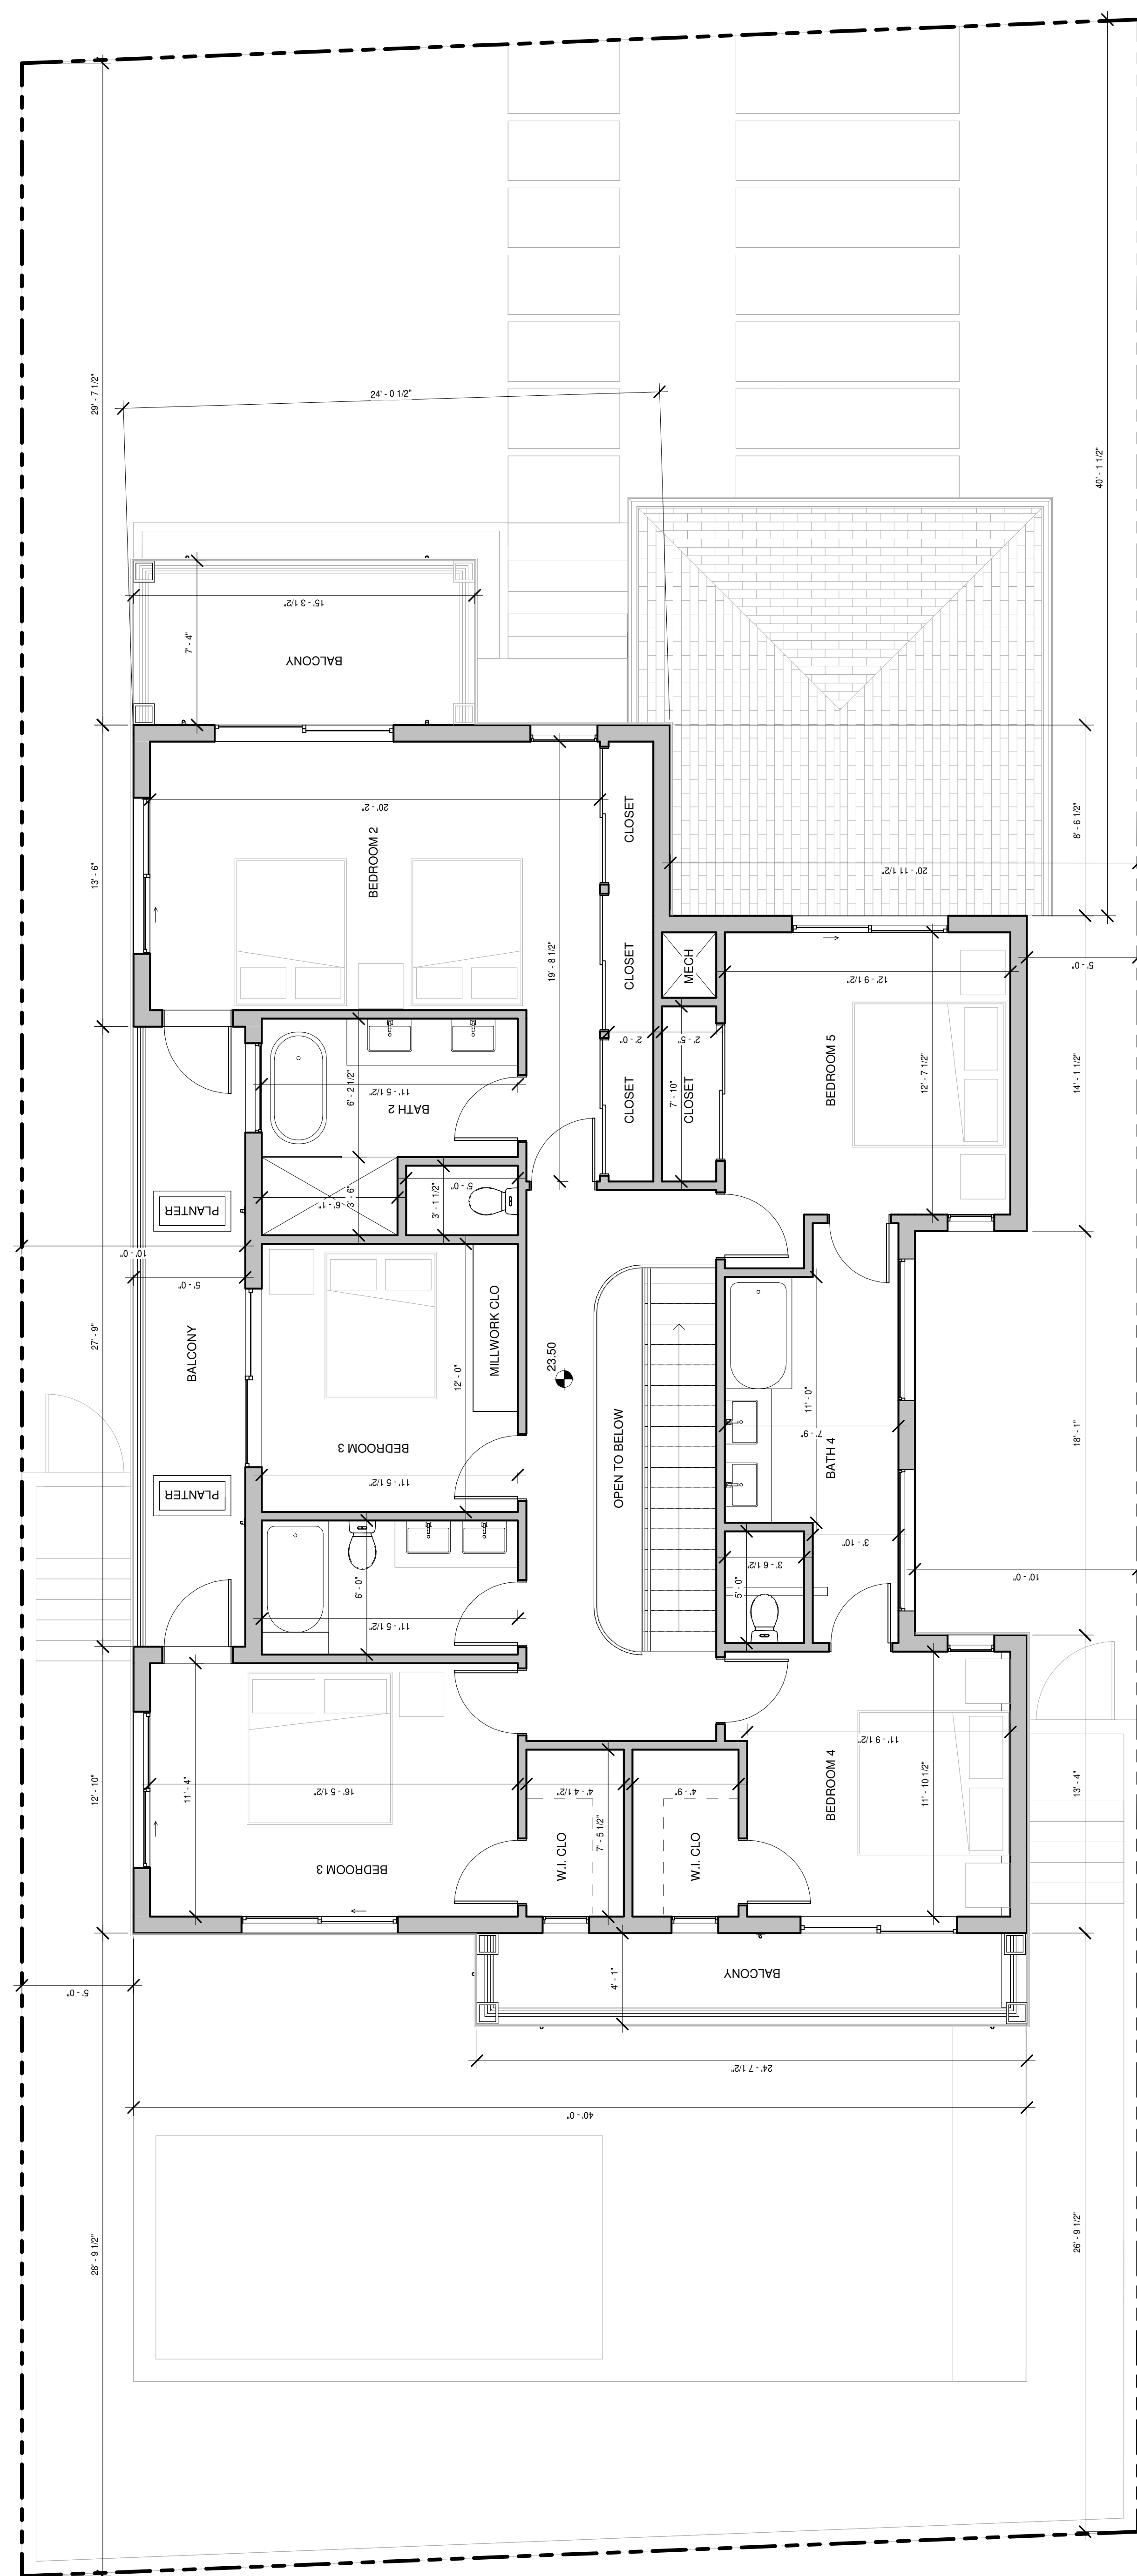 29' - 7 1/2"
40' - 1 1/2"
24' - 0 1/2"
15' - 3 1/2"
7' - 4"
BALCONY
20' - 2"
BEDROOM 2
CLOSET
13' - 6"
8' - 6 1/2"
20' - 11 1/2"
19' - 8 1/2"
CLOSET
MECH
12' - 9 1/2"
5' - 0"
2' - 0"
2' - 5"
BEDROOM 5
12' - 7 1/2"
14' - 1 1/2"
6' - 2 1/2"
11' - 5 1/2"
BATH 2
CLOSET
7' - 10"
CLOSET
5' - 0"
3' - 1 1/2"
6' - 1"
3' - 6"
PLANTER
10' - 0"
5' - 0"
27' - 9"
BALCONY
MILLWORK CLO
12' - 0"
23.50
BEDROOM 3
11' - 5 1/2"
OPEN TO BELOW
11' - 0"
7' - 9"
BATH 4
18' - 1"
PLANTER
3' - 10"
3' - 6 1/2"
5' - 0"
10' - 0"
6' - 0"
11' - 5 1/2"
12' - 10"
11' - 4"
16' - 5 1/2"
4' - 4 1/2"
4' - 9"
11' - 9 1/2"
BEDROOM 4
11' - 10 1/2"
13' - 4"
BEDROOM 3
W.I. CLO
7' - 5 1/2"
W.I. CLO
5' - 0"
4' - 1"
BALCONY
24' - 7 1/2"
40' - 0"
28' - 9 1/2"
26' - 9 1/2"